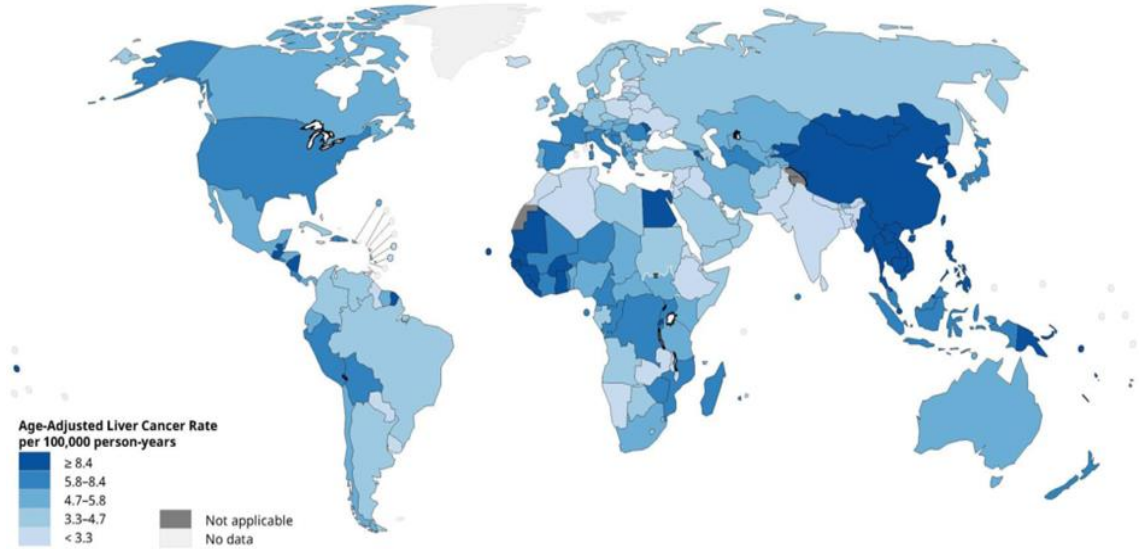 Age-Adjusted Liver Cancer Rate
per 100,000 person-years
≥ 8.4
5.8–8.4
4.7–5.8
3.3–4.7
< 3.3
Not applicable
No data